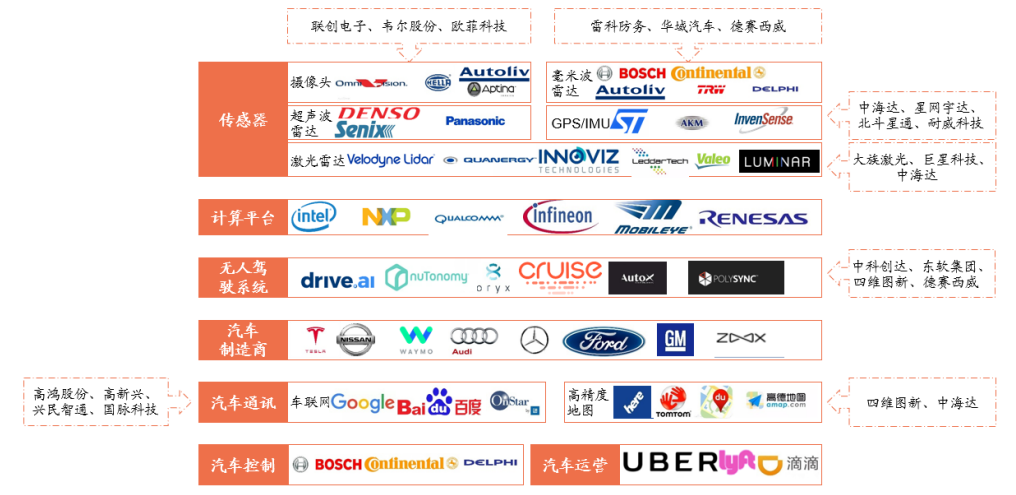 联创电子、韦尔股份、欧菲科技
雷科防务、华域汽车、德赛西威
传感器
摄像头 OmniVision HELLA Autoliv Aptina
毫米波雷达 BOSCH Continental Autoliv TRW DELPHI
超声波雷达 DENSO Senix Panasonic
GPS/IMU ST AKM InvenSense
中海达、星网宇达、
北斗星通、耐威科技
激光雷达 Velodyne Lidar QUANERGY INNOVIZ TECHNOLOGIES LeddarTech Valeo LUMINAR
大族激光、巨星科技、
中海达
计算平台 intel NXP QUALCOMM infineon MOBILEYE RENESAS
无人驾
驶系统
drive.ai nuTonomy oryx cruise AutoX POLYSYNC
中科创达、东软集团、
四维图新、德赛西威
汽车
制造商
TESLA NISSAN WAYMO Audi Ford GM ZOOX
高鸿股份、高新兴、
兴民智通、国脉科技
汽车通讯
车联网 Google Bai du 百度 OnStar
高精度
地图
here TOMTOM du 高德地图 amap.com
四维图新、中海达
汽车控制 BOSCH Continental DELPHI
汽车运营 UBER lyft 滴滴